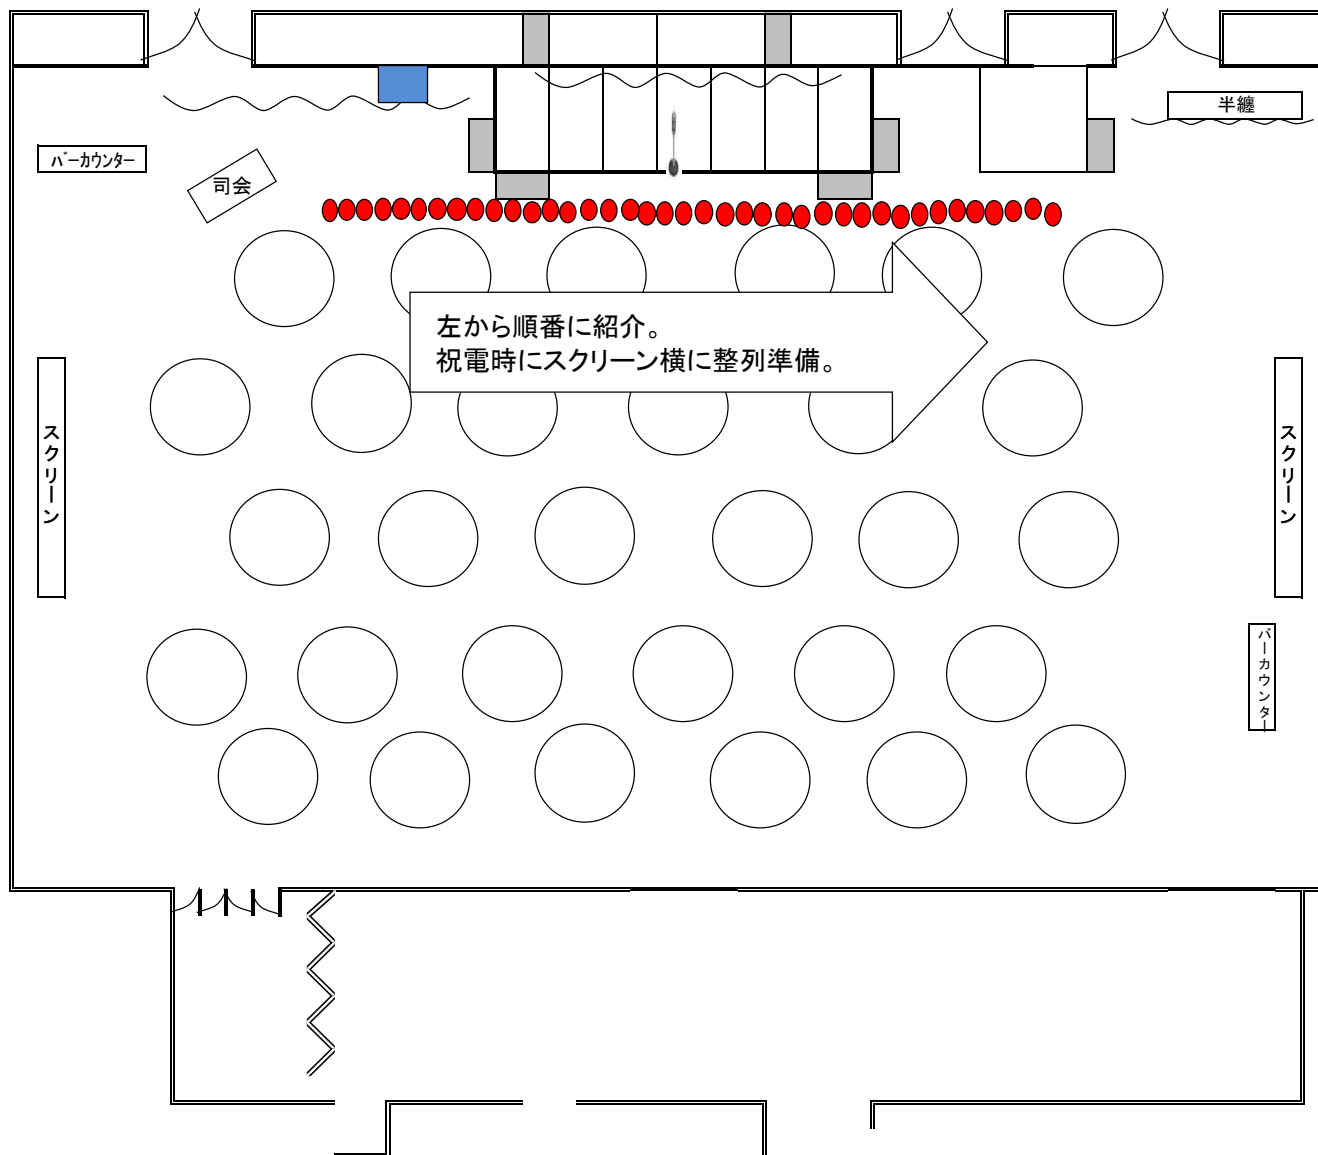 半纏
バーカウンター
司会
左から順番に紹介。
祝電時にスクリーン横に整列準備。
スクリーン
スクリーン
バーカウンター